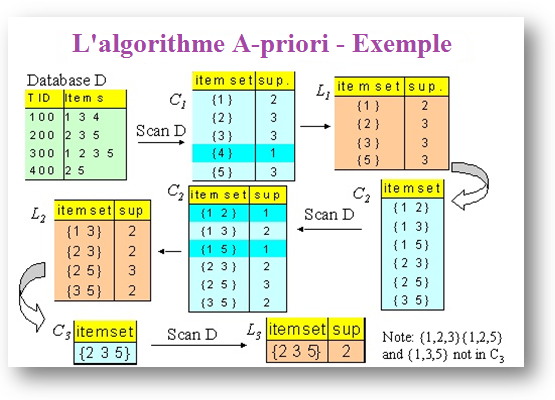 L'algorithme A-priori - Exemple
Database D
TID Items
100 1 3 4
200 2 3 5
300 1 2 3 5
400 2 5
Scan D
C1
itemset sup.
{1} 2
{2} 3
{3} 3
{4} 1
{5} 3
L1
itemset sup.
{1} 2
{2} 3
{3} 3
{5} 3
C2
itemset
{1 2}
{1 3}
{1 5}
{2 3}
{2 5}
{3 5}
Scan D
C2
itemset sup
{1 2} 1
{1 3} 2
{1 5} 1
{2 3} 2
{2 5} 3
{3 5} 2
L2
itemset sup
{1 3} 2
{2 3} 2
{2 5} 3
{3 5} 2
C3
itemset
{2 3 5}
Scan D
L3
itemset sup
{2 3 5} 2
Note: {1,2,3}{1,2,5}
and {1,3,5} not in C3